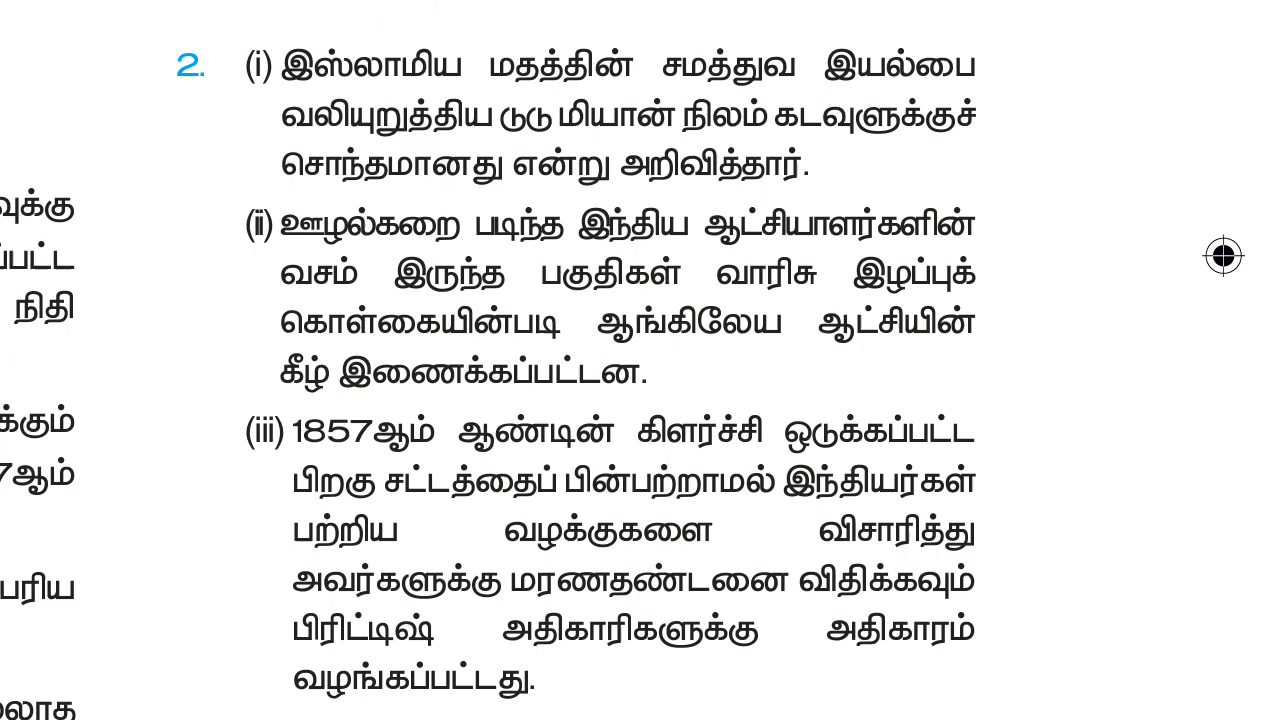 வுக்கு
ப்பட்ட
நிதி
க்கும்
7ஆம்
பரிய
லாத
2. (i) இஸ்லாமிய மதத்தின் சமத்துவ இயல்பை
வலியுறுத்திய டுடு மியான் நிலம் கடவுளுக்குச்
சொந்தமானது என்று அறிவித்தார்.
(ii) ஊழல்கறை படிந்த இந்திய ஆட்சியாளர்களின்
வசம் இருந்த பகுதிகள் வாரிசு இழப்புக்
கொள்கையின்படி ஆங்கிலேய ஆட்சியின்
கீழ் இணைக்கப்பட்டன.
(iii) 1857ஆம் ஆண்டின் கிளர்ச்சி ஒடுக்கப்பட்ட
பிறகு சட்டத்தைப் பின்பற்றாமல் இந்தியர்கள்
பற்றிய வழக்குகளை விசாரித்து
அவர்களுக்கு மரணதண்டனை விதிக்கவும்
பிரிட்டிஷ் அதிகாரிகளுக்கு அதிகாரம்
வழங்கப்பட்டது.